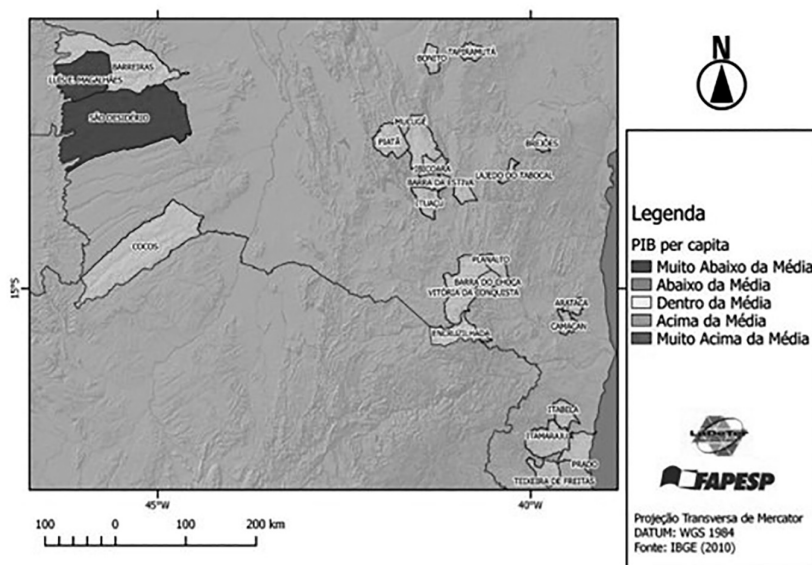 BARREIRAS
LUÍS E. MAGALHÃES
SÃO DESIDÉRIO
COCOS
BONITO
TAPIRAMUTÁ
MUCUGÊ
PIATÃ
IBICOARA
BARRA DA ESTIVA
ITUAÇU
BREJÕES
LAJEDO DO TABOCAL
PLANALTO
BARRA DO CHOÇA
VITÓRIA DA CONQUISTA
ENCRUZILHADA
ARATACA
CAMACAN
ITABELA
ITAMARAJU
PRADO
TEIXEIRA DE FREITAS
15°S
45°W
40°W
100 0 100 200 km
N
Legenda
PIB per capita
Muito Abaixo da Média
Abaixo da Média
Dentro da Média
Acima da Média
Muito Acima da Média
FAPESP
Projeção Transversa de Mercator
DATUM: WGS 1984
Fonte: IBGE (2010)